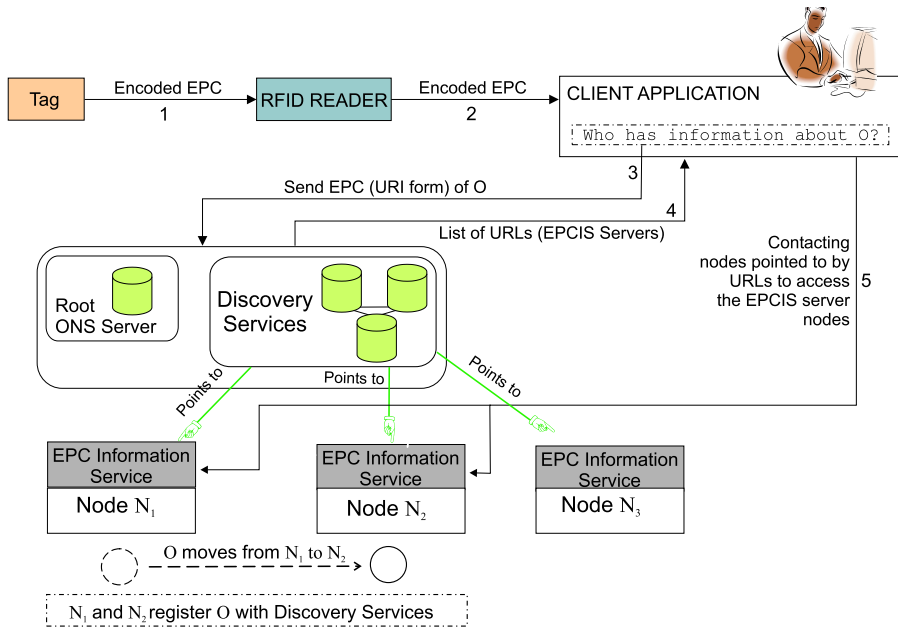 Tag
Encoded EPC
1
RFID READER
Encoded EPC
2
CLIENT APPLICATION
Who has information about O?
3
Send EPC (URI form) of O
4
List of URLs (EPCIS Servers)
Contacting
nodes pointed to by
URLs to access
the EPCIS server
nodes
5
Root
ONS Server
Discovery
Services
Points to
Points to
Points to
EPC Information
Service
Node N₁
EPC Information
Service
Node N₂
EPC Information
Service
Node N₃
O moves from N₁ to N₂
N₁ and N₂ register O with Discovery Services